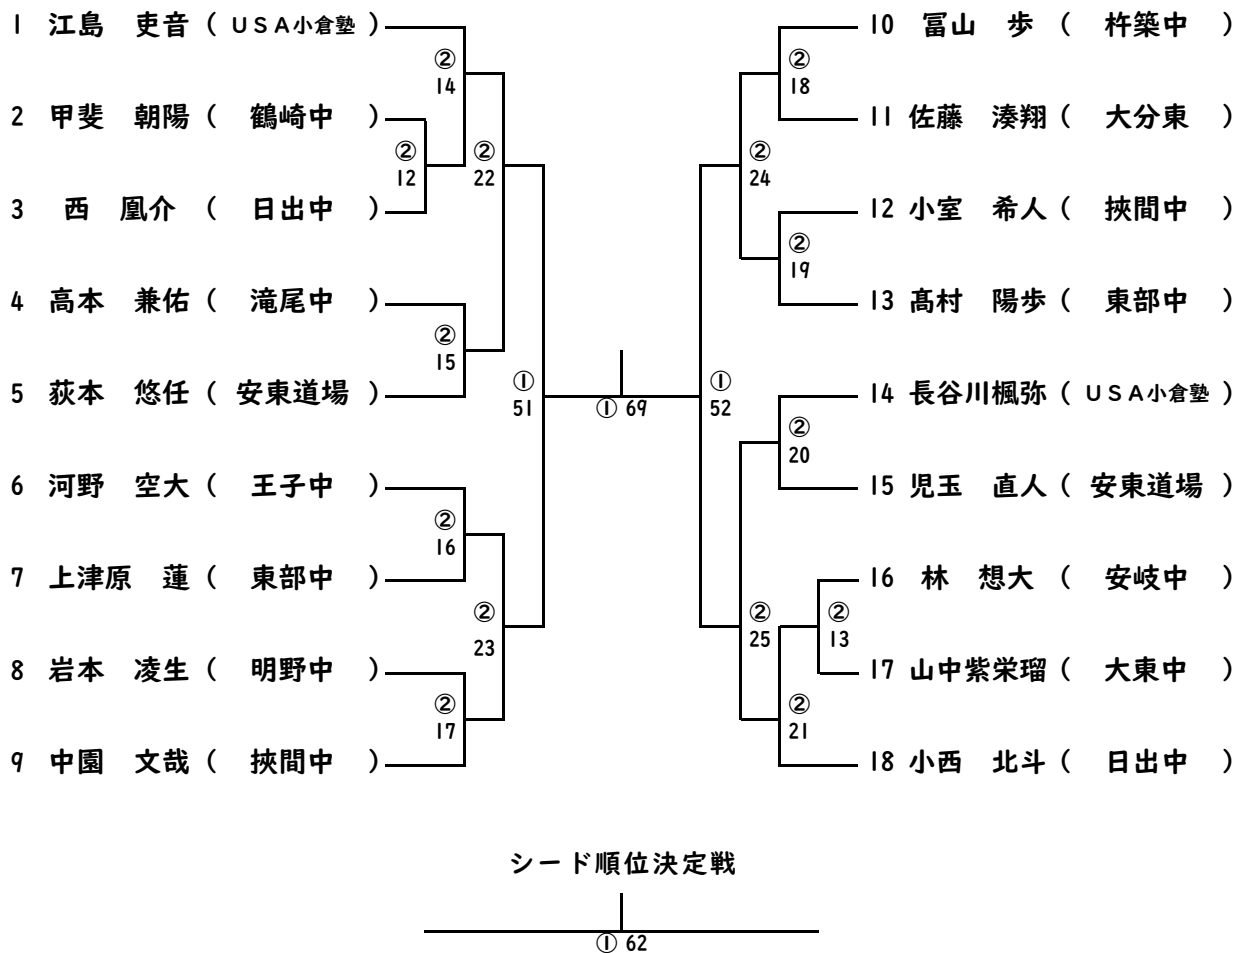 1 江島 吏音 ( USA小倉塾 )
②
14
2 甲斐 朝陽 ( 鶴崎中 )
②
12
②
22
3 西 凰介 ( 日出中 )
4 高本 兼佑 ( 滝尾中 )
②
15
5 荻本 悠任 ( 安東道場 )
①
51
6 河野 空大 ( 王子中 )
②
16
7 上津原 蓮 ( 東部中 )
②
23
8 岩本 凌生 ( 明野中 )
②
17
9 中園 文哉 ( 挾間中 )
① 69
10 冨山 歩 ( 杵築中 )
②
18
11 佐藤 湊翔 ( 大分東 )
②
24
12 小室 希人 ( 挾間中 )
②
19
13 髙村 陽歩 ( 東部中 )
①
52
14 長谷川楓弥 ( USA小倉塾 )
②
20
15 児玉 直人 ( 安東道場 )
16 林 想大 ( 安岐中 )
②
25
②
13
17 山中紫栄瑠 ( 大東中 )
②
21
18 小西 北斗 ( 日出中 )
シード順位決定戦
① 62